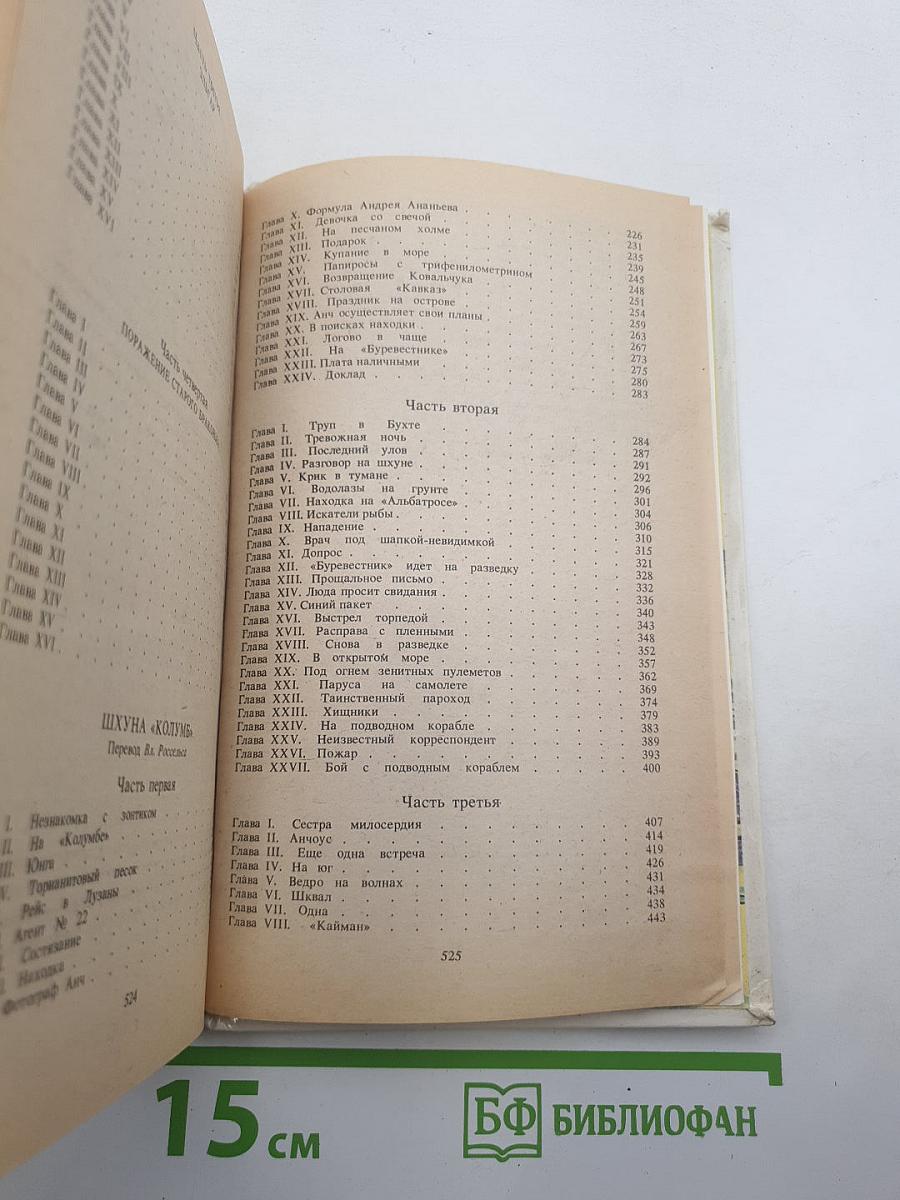 Глава XVI
Часть четвертая
ПОРАЖЕНИЕ СТАРОГО
Глава I
Глава II
Глава III
Глава IV
Глава V
Глава VI
Глава VII
Глава VIII
Глава IX
Глава X
Глава XI
Глава XII
Глава XIII
Глава XIV
Глава XV
Глава XVI
ШХУНА «КОЛУМБ»
Перевод Вл. Россельса
Часть первая
I. Незнакомка с зонтиком
II. На «Колумбе»
III. Юнга
Торианитовый песок
Рейс в Лузаны
Агент № 22
Состязание
Находка
Фотограф Анч
524
Глава X. Формула Андрея Ананьева 226
Глава XI. Девочка со свечой 231
Глава XII. На песчаном холме 235
Глава XIII. Подарок 239
Глава XIV. Купание в море 245
Глава XV. Папиросы с трифенилометрином 248
Глава XVI. Возвращение Ковальчука 251
Глава XVII. Столовая «Кавказ» 254
Глава XVIII. Праздник на острове 259
Глава XIX. Анч осуществляет свои планы 263
Глава XX. В поисках находки 267
Глава XXI. Логово в чаще 273
Глава XXII. На «Буревестнике» 275
Глава XXIII. Плата наличными 280
Глава XXIV. Доклад 283
Часть вторая
Глава I. Труп в Бухте 284
Глава II. Тревожная ночь 287
Глава III. Последний улов 291
Глава IV. Разговор на шхуне 292
Глава V. Крик в тумане 296
Глава VI. Водолазы на грунте 301
Глава VII. Находка на «Альбатросе» 304
Глава VIII. Искатели рыбы 306
Глава IX. Нападение 310
Глава X. Врач под шапкой-невидимкой 315
Глава XI. Допрос 321
Глава XII. «Буревестник» идет на разведку 328
Глава XIII. Прощальное письмо 332
Глава XIV. Люда просит свидания 336
Глава XV. Синий пакет 340
Глава XVI. Выстрел торпедой 343
Глава XVII. Расправа с пленными 348
Глава XVIII. Снова в разведке 352
Глава XIX. В открытом море 357
Глава XX. Под огнем зенитных пулеметов 362
Глава XXI. Паруса на самолете 369
Глава XXII. Таинственный пароход 374
Глава XXIII. Хищники 379
Глава XXIV. На подводном корабле 383
Глава XXV. Неизвестный корреспондент 389
Глава XXVI. Пожар 393
Глава XXVII. Бой с подводным кораблем 400
Часть третья
Глава I. Сестра милосердия 407
Глава II. Анчоус 414
Глава III. Еще одна встреча 419
Глава IV. На юг 426
Глава V. Ведро на волнах 431
Глава VI. Шквал 434
Глава VII. Одна 438
Глава VIII. «Кайман» 443
525
15 см
БФ БИБЛИОФАН